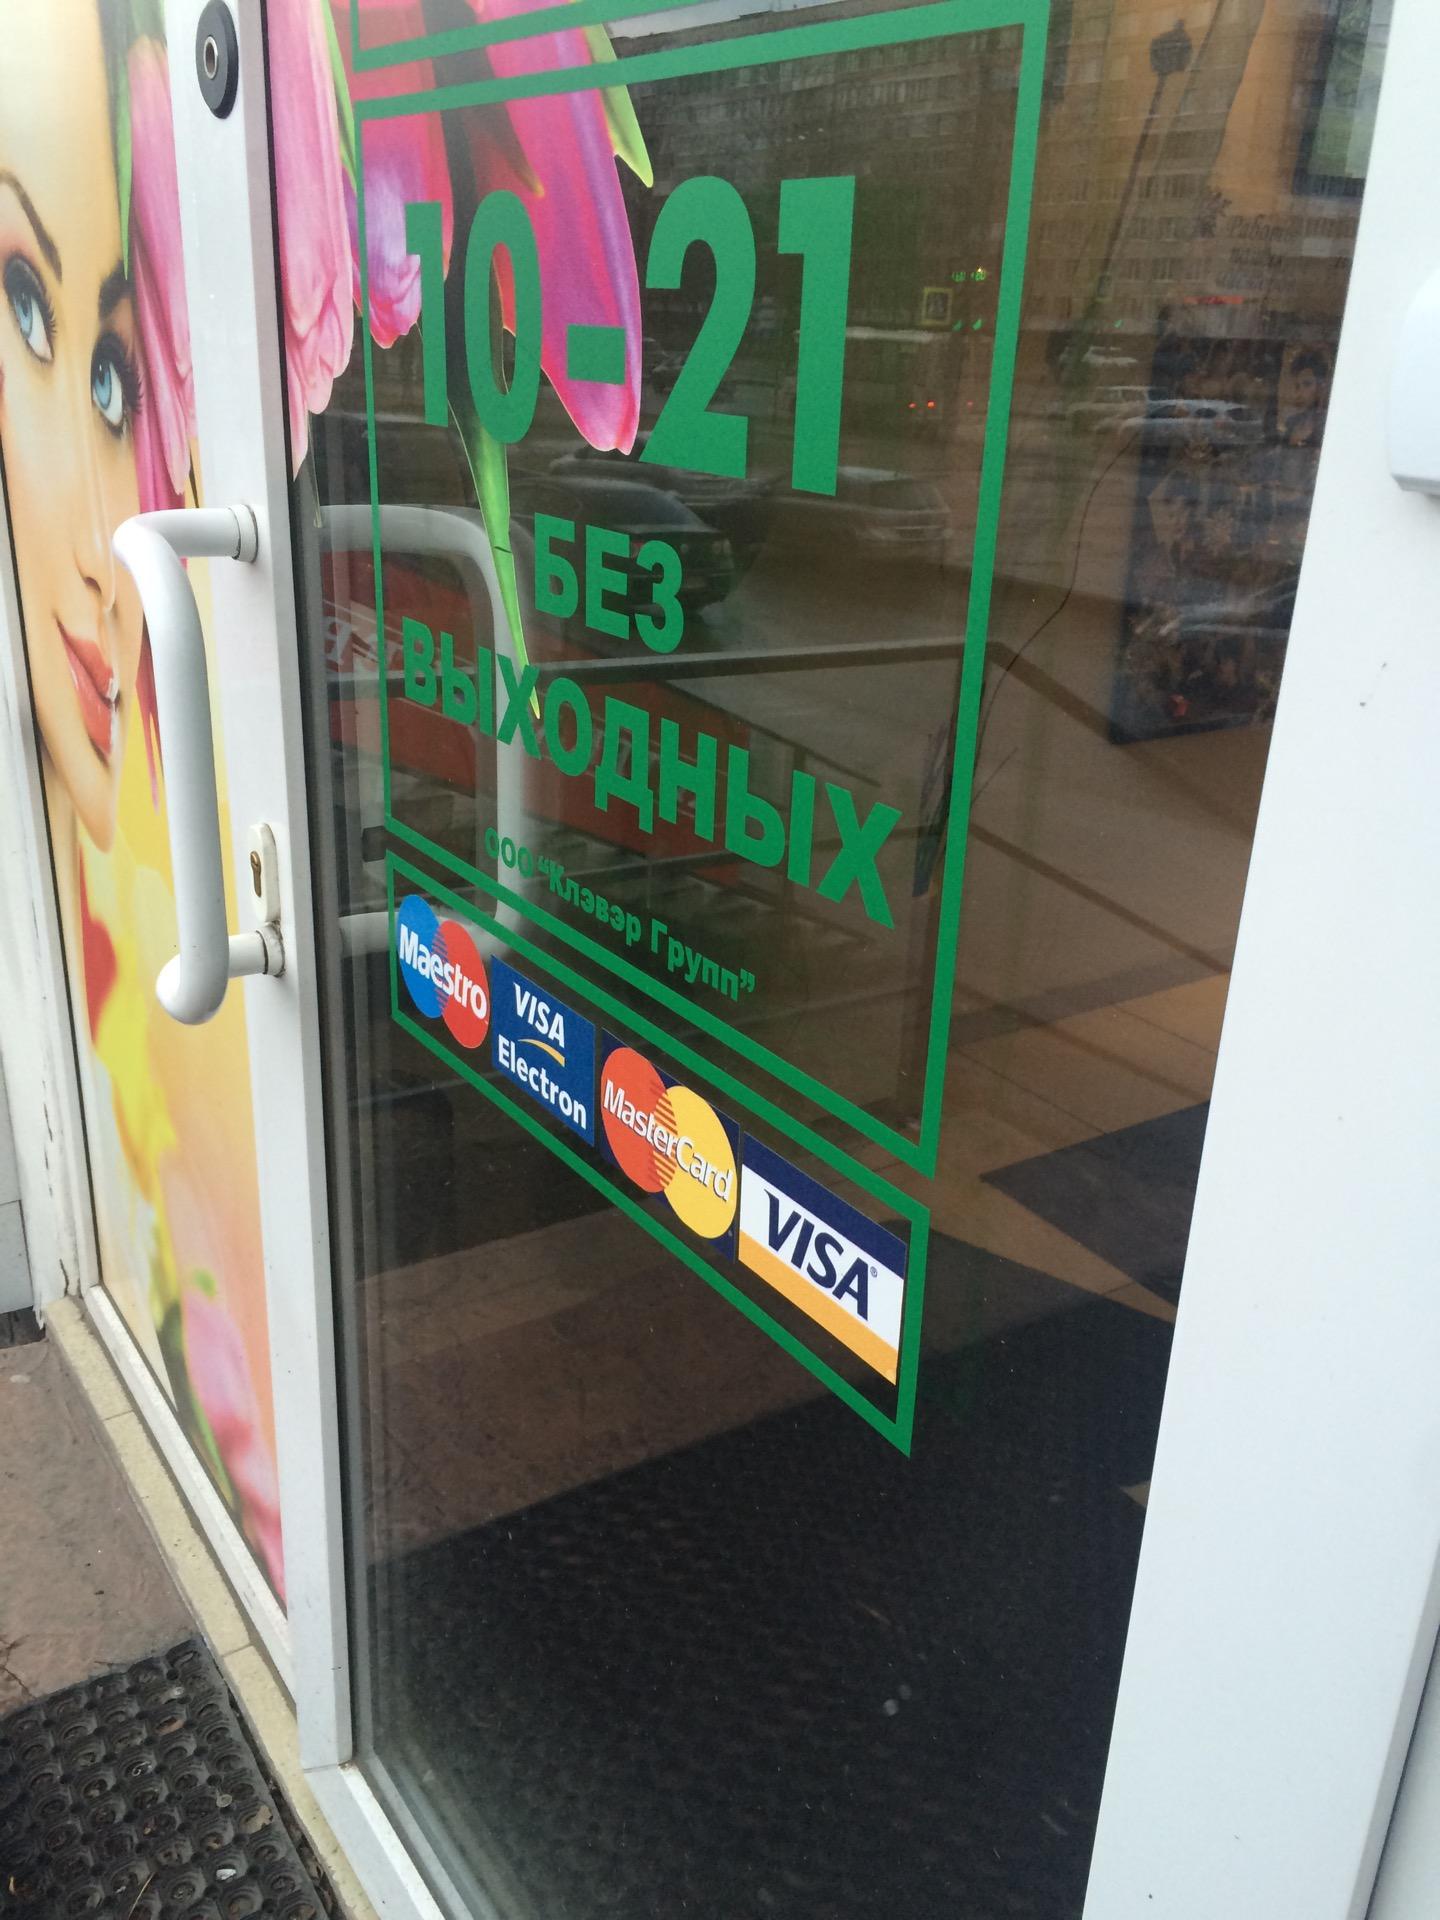 10-21
БЕЗ
ВЫХОДНЫХ
ООО “Клэвэр Групп”
Maestro
VISA
Electron
MasterCard
VISA